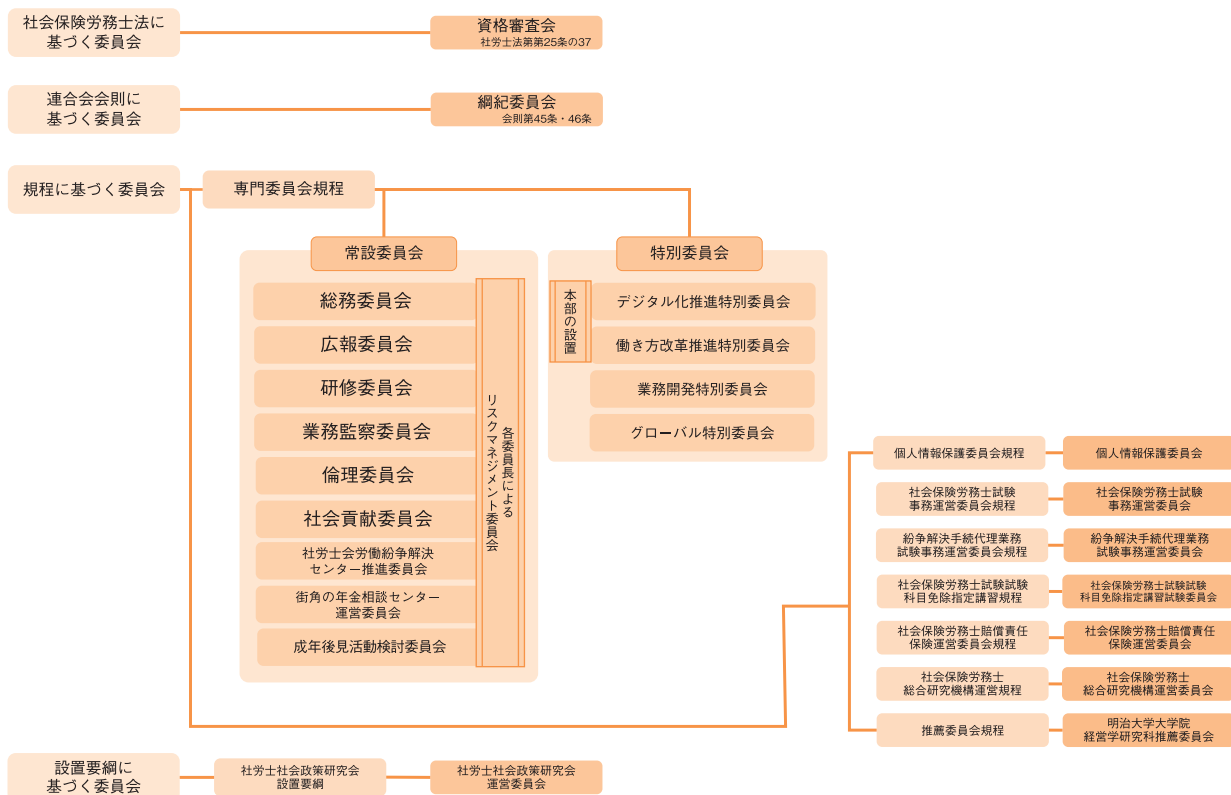 社会保険労務士法に
基づく委員会
資格審査会
社労士法第第25条の37
連合会会則に
基づく委員会
綱紀委員会
会則第45条・46条
規程に基づく委員会
専門委員会規程
常設委員会
総務委員会
広報委員会
研修委員会
業務監察委員会
倫理委員会
社会貢献委員会
社労士会労働紛争解決
センター推進委員会
街角の年金相談センター
運営委員会
成年後見活動検討委員会
各委員長による
リスクマネジメント委員会
特別委員会
本部の設置
デジタル化推進特別委員会
働き方改革推進特別委員会
業務開発特別委員会
グローバル特別委員会
個人情報保護委員会規程
個人情報保護委員会
社会保険労務士試験
事務運営委員会規程
社会保険労務士試験
事務運営委員会
紛争解決手続代理業務
試験事務運営委員会規程
紛争解決手続代理業務
試験事務運営委員会
社会保険労務士試験試験
科目免除指定講習規程
社会保険労務士試験試験
科目免除指定講習試験委員会
社会保険労務士賠償責任
保険運営委員会規程
社会保険労務士賠償責任
保険運営委員会
社会保険労務士
総合研究機構運営規程
社会保険労務士
総合研究機構運営委員会
推薦委員会規程
明治大学大学院
経営学研究科推薦委員会
設置要綱に
基づく委員会
社労士社会政策研究会
設置要綱
社労士社会政策研究会
運営委員会